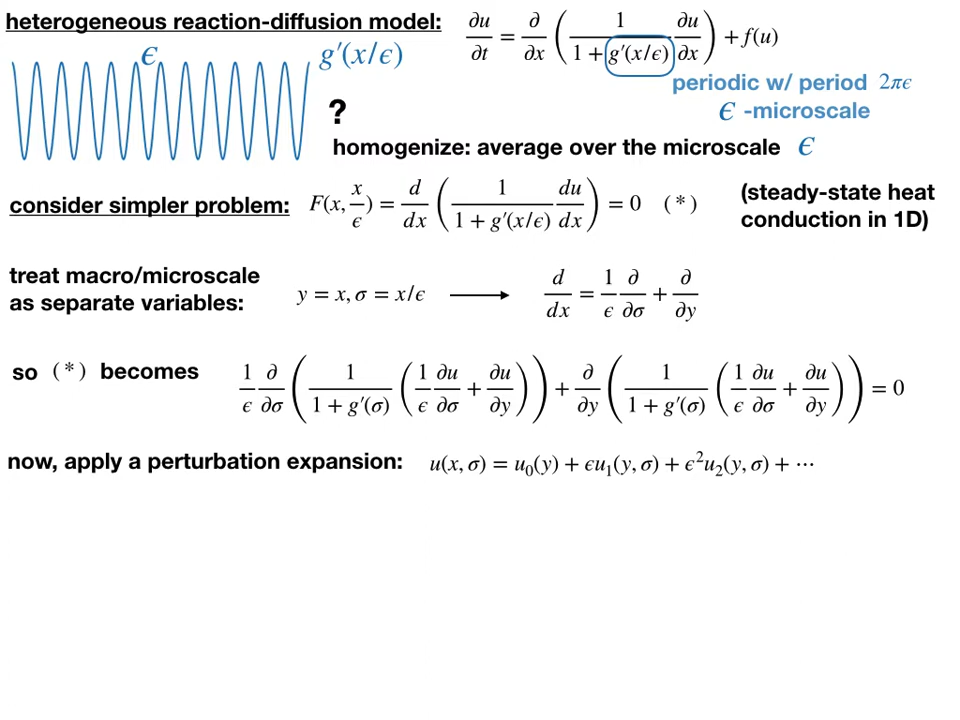 heterogeneous reaction-diffusion model: ∂u/∂t = ∂/∂x ( 1/(1 + g′(x/ϵ)) ∂u/∂x ) + f(u)
ϵ g′(x/ϵ)
periodic w/ period 2πϵ
ϵ -microscale
?
homogenize: average over the microscale ϵ
consider simpler problem: F(x, x/ϵ) = d/dx ( 1/(1 + g′(x/ϵ)) du/dx ) = 0 (*) (steady-state heat
conduction in 1D)
treat macro/microscale
as separate variables: y = x, σ = x/ϵ ⟶ d/dx = 1/ϵ ∂/∂σ + ∂/∂y
so (*) becomes 1/ϵ ∂/∂σ ( 1/(1 + g′(σ)) ( 1/ϵ ∂u/∂σ + ∂u/∂y ) ) + ∂/∂y ( 1/(1 + g′(σ)) ( 1/ϵ ∂u/∂σ + ∂u/∂y ) ) = 0
now, apply a perturbation expansion: u(x, σ) = u₀(y) + ϵu₁(y, σ) + ϵ²u₂(y, σ) + ⋯